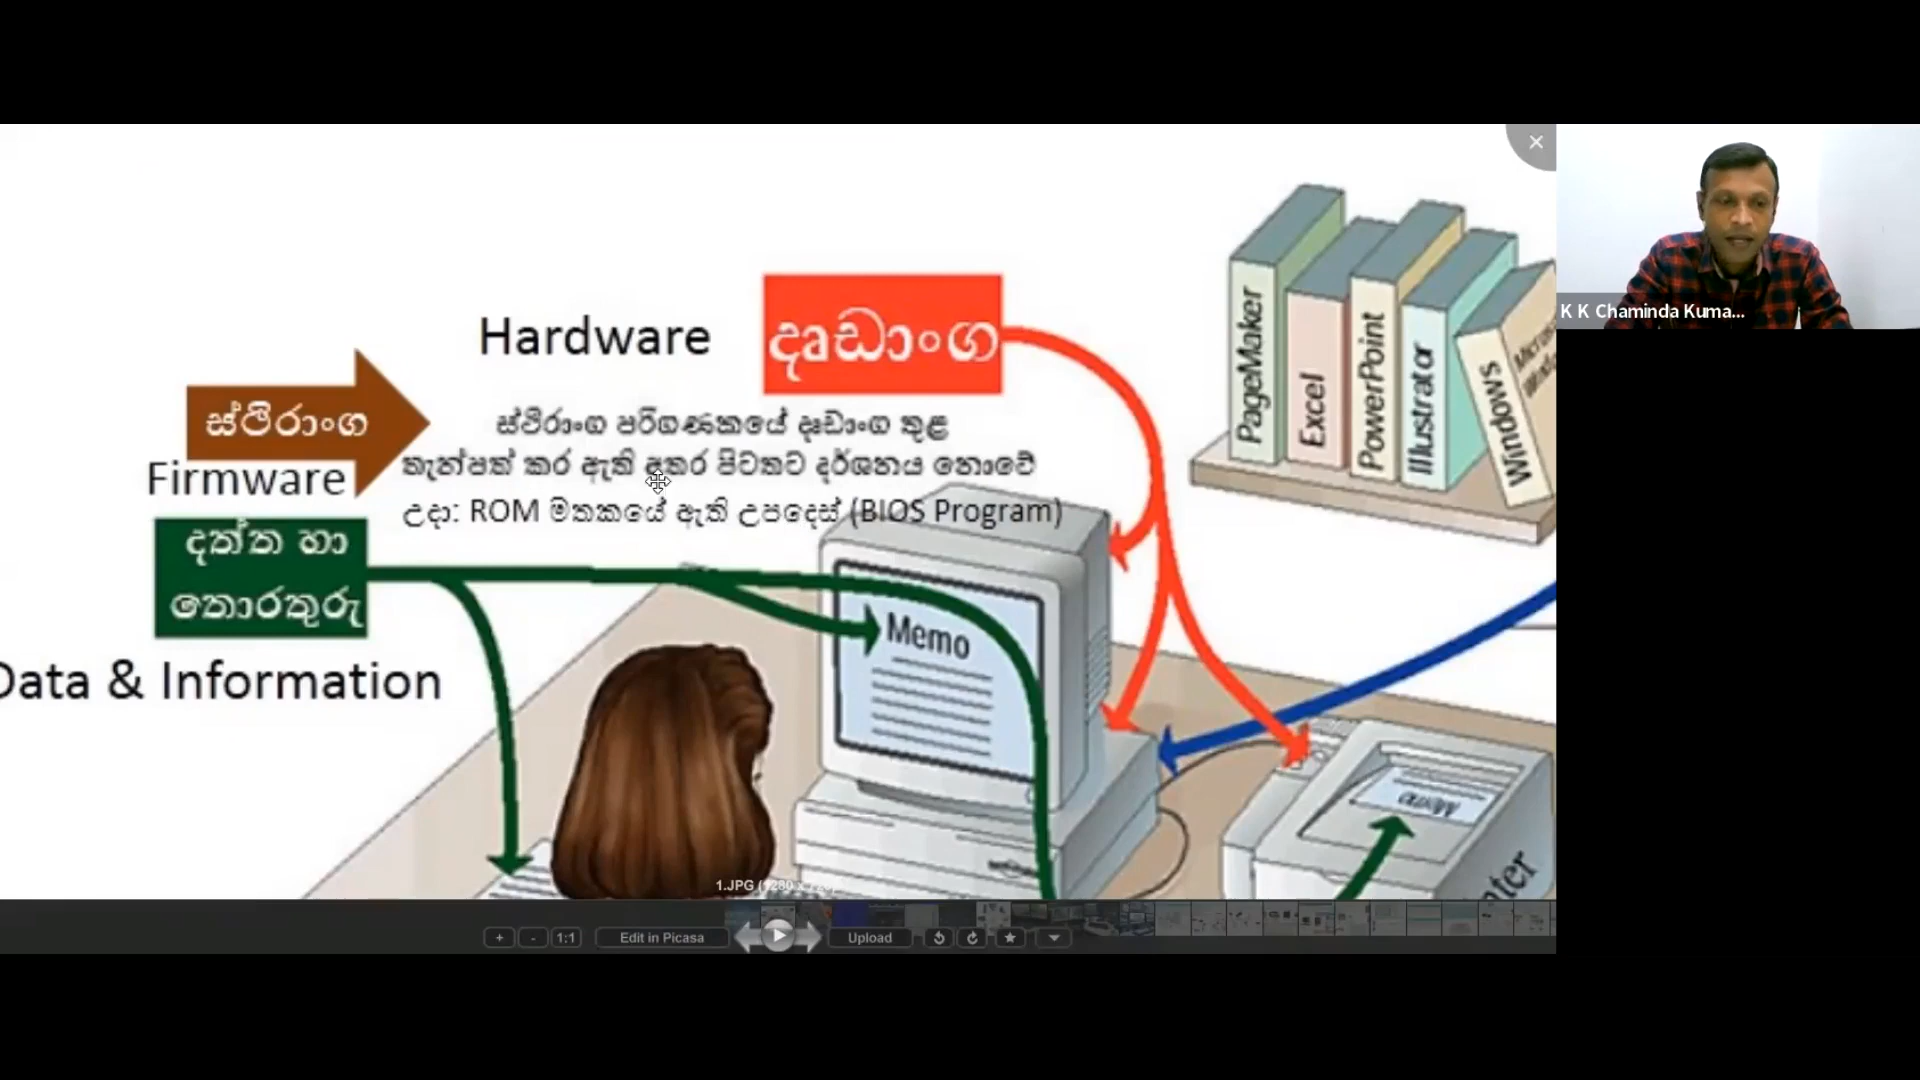 Hardware
දෘඩාංග
ස්ථිරාංග
Firmware
ස්ථිරාංග පරිගණකයේ දෘඩාංග තුළ
තැන්පත් කර ඇති අතර පිටතට දර්ශනය නොවේ
උදා: ROM මතකයේ ඇති උපදෙස් (BIOS Program)
දත්ත හා
තොරතුරු
Data & Information
Memo
PageMaker
Excel
PowerPoint
Illustrator
Windows
Memo
K K Chaminda Kuma...
1.JPG
+ - 1:1 Edit in Picasa Upload